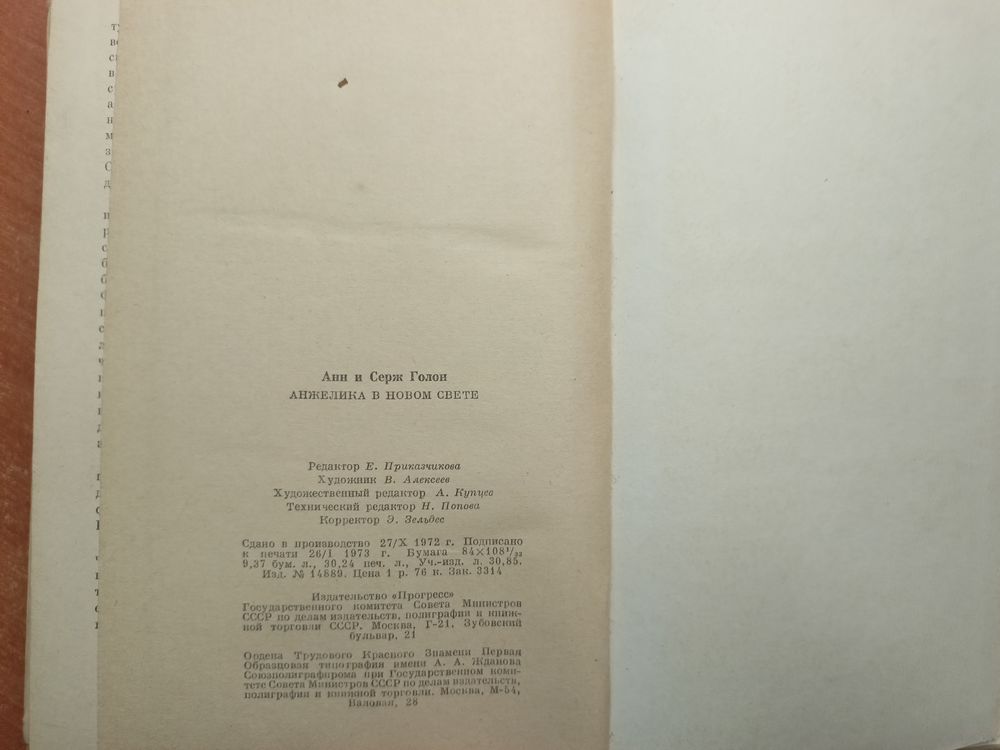 Анн и Серж Голон
АНЖЕЛИКА В НОВОМ СВЕТЕ
Редактор Е. Приказчикова
Художник В. Алексеев
Художественный редактор А. Купцов
Технический редактор Н. Попова
Корректор Э. Зельдес
Сдано в производство 27/X 1972 г. Подписано
к печати 26/I 1973 г. Бумага 84×108¹/₃₂
9,37 бум. л., 30,24 печ. л., Уч.-изд. л. 30,85.
Изд. № 14889. Цена 1 р. 76 к. Зак. 3314
Издательство «Прогресс»
Государственного комитета Совета Министров
СССР по делам издательств, полиграфии и книж-
ной торговли СССР. Москва, Г-21, Зубовский
бульвар, 21
Ордена Трудового Красного Знамени Первая
Образцовая типография имени А. А. Жданова
Союзполиграфпрома при Государственном коми-
тете Совета Министров СССР по делам издательств,
полиграфии и книжной торговли. Москва, М-54,
Валовая, 28